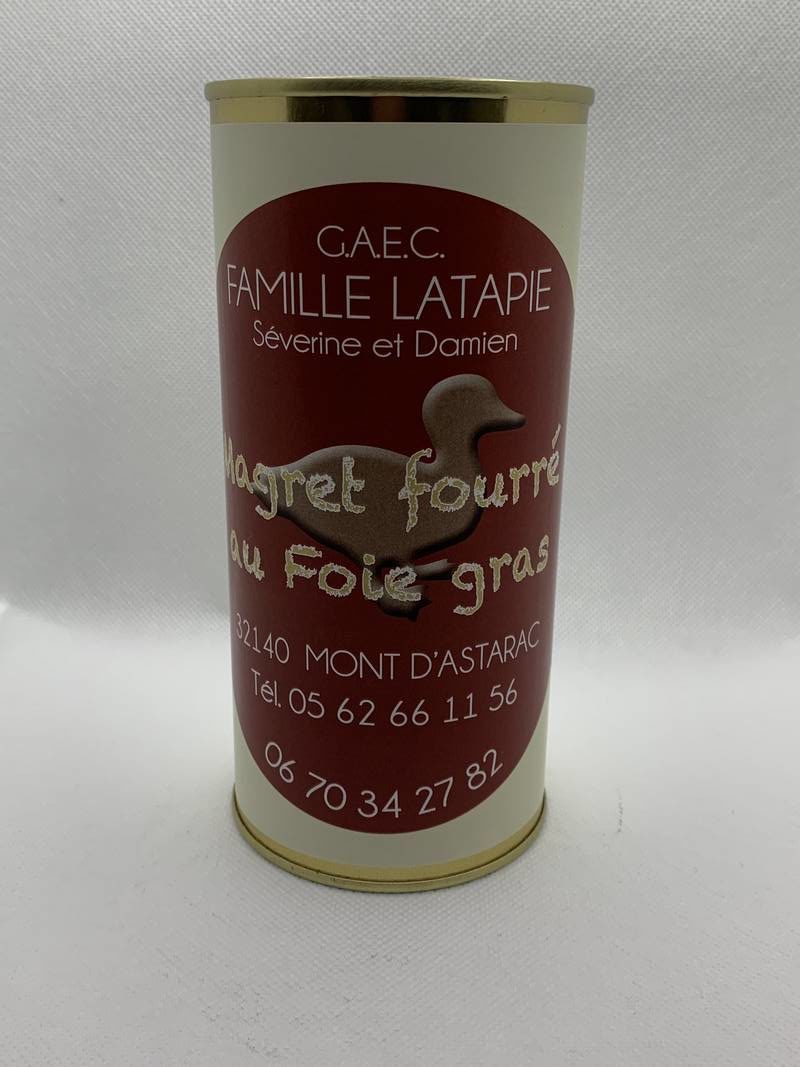 G.A.E.C.
FAMILLE LATAPIE
Séverine et Damien
Magret fourré
au Foie gras
32140 MONT D'ASTARAC
Tél. 05 62 66 11 56
06 70 34 27 82